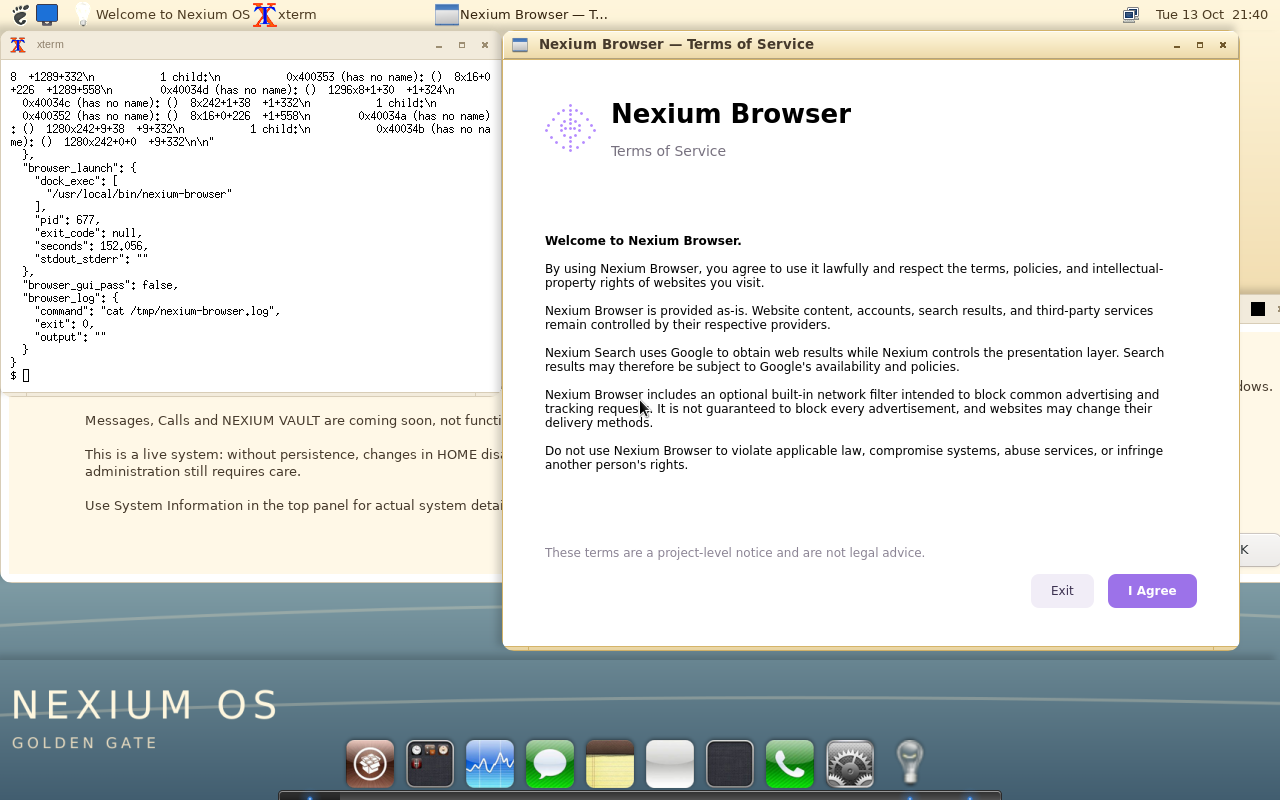 Welcome to Nexium OS
xterm
Nexium Browser — T...
Tue 13 Oct 21:40
xterm
8  +1289+332\n           1 child:\n           0x400353 (has no name): ()  8x16+0
+226  +1289+558\n       0x40034d (has no name): ()  1296x8+1+30  +1+324\n
0x40034c (has no name): ()  8x242+1+38  +1+332\n          1 child:\n
0x400352 (has no name): ()  8x16+0+226  +1+558\n        0x40034a (has no name)
: ()  1280x242+9+38  +9+332\n          1 child:\n           0x40034b (has no na
me): ()  1280x242+0+0  +9+332\n\n"
},
"browser_launch": {
"dock_exec": [
"/usr/local/bin/nexium-browser"
],
"pid": 677,
"exit_code": null,
"seconds": 152.056,
"stdout_stderr": ""
},
"browser_gui_pass": false,
"browser_log": {
"command": "cat /tmp/nexium-browser.log",
"exit": 0,
"output": ""
}
}
$
Nexium Browser — Terms of Service
Nexium Browser
Terms of Service
Welcome to Nexium Browser.
By using Nexium Browser, you agree to use it lawfully and respect the terms, policies, and intellectual-
property rights of websites you visit.
Nexium Browser is provided as-is. Website content, accounts, search results, and third-party services
remain controlled by their respective providers.
Nexium Search uses Google to obtain web results while Nexium controls the presentation layer. Search
results may therefore be subject to Google's availability and policies.
Nexium Browser includes an optional built-in network filter intended to block common advertising and
tracking requests. It is not guaranteed to block every advertisement, and websites may change their
delivery methods.
Do not use Nexium Browser to violate applicable law, compromise systems, abuse services, or infringe
another person's rights.
These terms are a project-level notice and are not legal advice.
Exit
I Agree
dows.
K
Messages, Calls and NEXIUM VAULT are coming soon, not functi
This is a live system: without persistence, changes in HOME disa
administration still requires care.
Use System Information in the top panel for actual system detai
NEXIUM OS
GOLDEN GATE